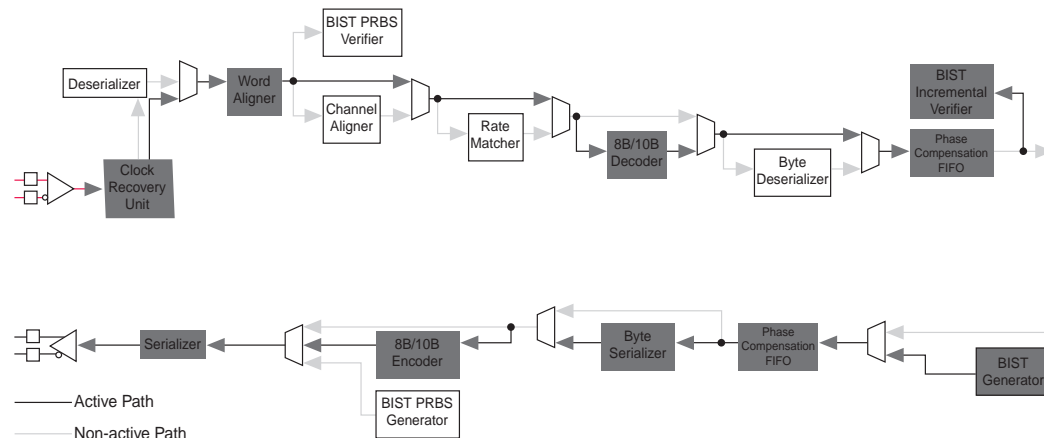 BIST PRBS
Verifier
Deserializer
Word
Aligner
BIST
Incremental
Verifier
Channel
Aligner
Rate
Matcher
8B/10B
Decoder
Phase
Compensation
FIFO
Byte
Deserializer
Clock
Recovery
Unit
Serializer
8B/10B
Encoder
Byte
Serializer
Phase
Compensation
FIFO
BIST
Generator
BIST PRBS
Generator
Active Path
Non-active Path